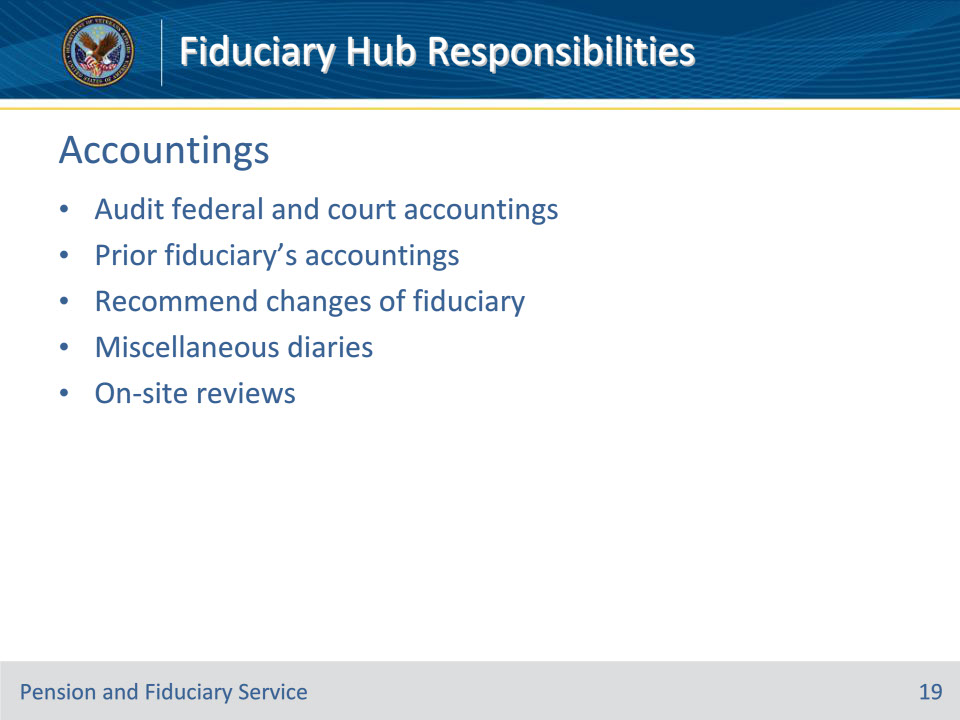 Fiduciary Hub Responsibilities
Accountings
• Audit federal and court accountings
• Prior fiduciary’s accountings
• Recommend changes of fiduciary
• Miscellaneous diaries
• On-site reviews
Pension and Fiduciary Service
19